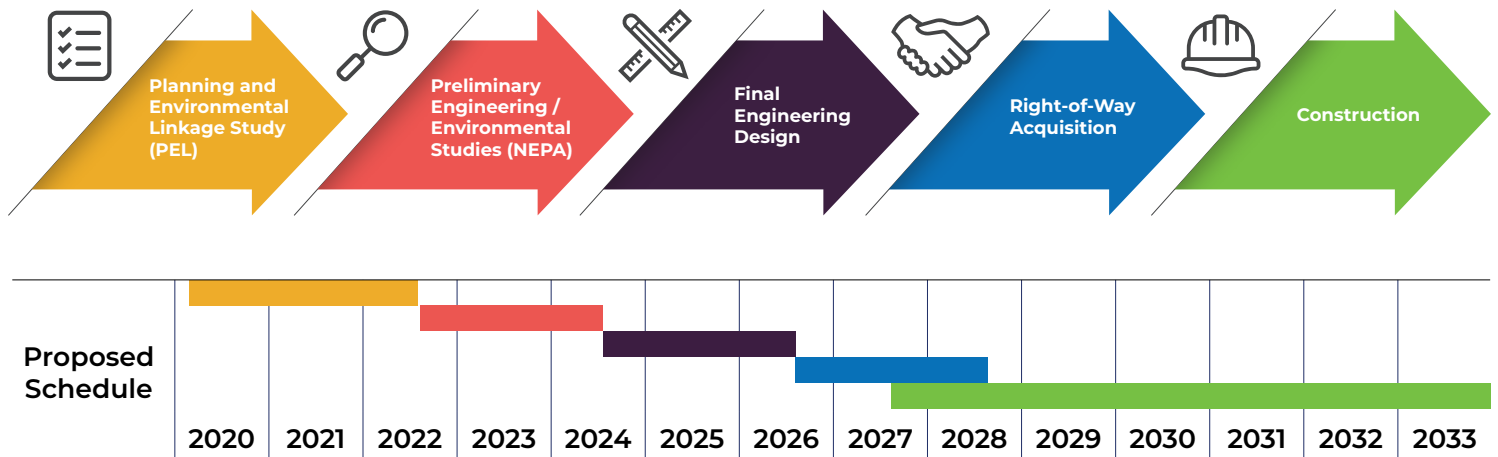 Planning and
Environmental
Linkage Study
(PEL)
Preliminary
Engineering /
Environmental
Studies (NEPA)
Final
Engineering
Design
Right-of-Way
Acquisition
Construction
Proposed
Schedule
2020 2021 2022 2023 2024 2025 2026 2027 2028 2029 2030 2031 2032 2033